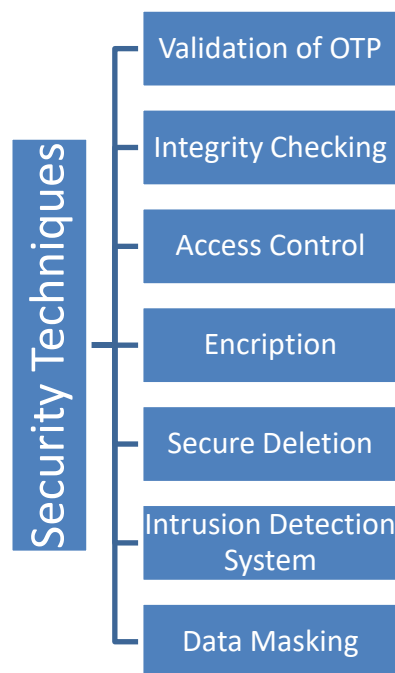 Security Techniques
Validation of OTP
Integrity Checking
Access Control
Encription
Secure Deletion
Intrusion Detection
System
Data Masking